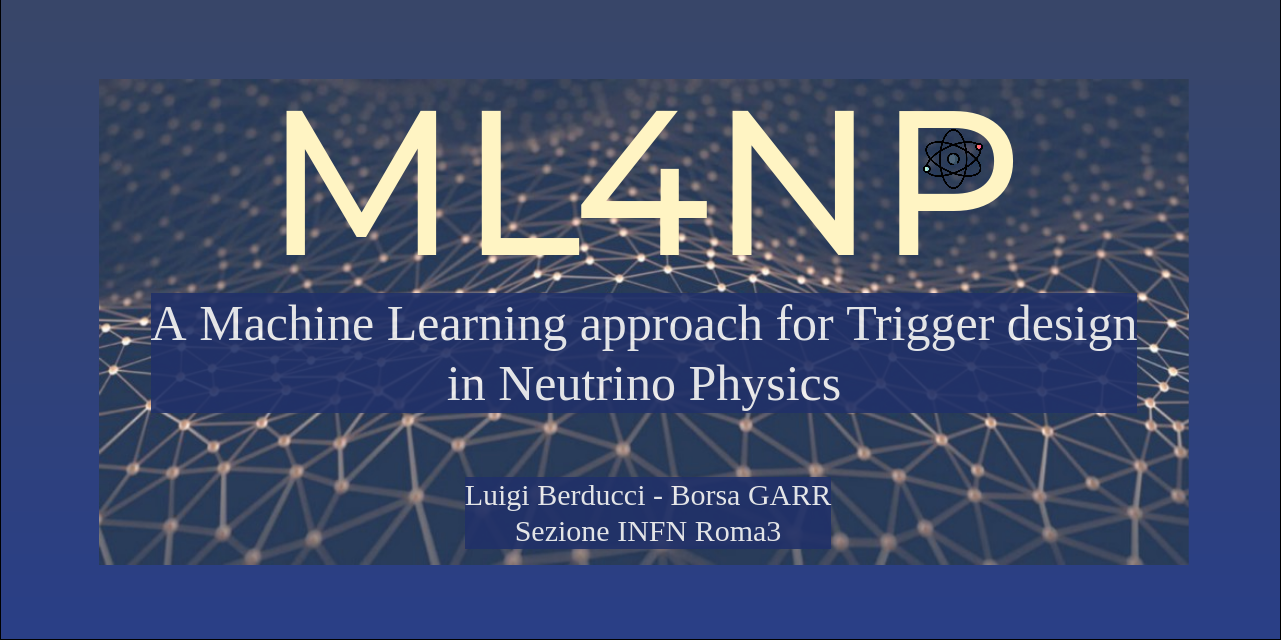 ML4NP
A Machine Learning approach for Trigger design
in Neutrino Physics
Luigi Berducci - Borsa GARR
Sezione INFN Roma3